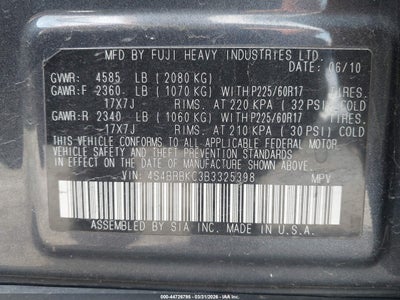 MFD BY FUJI HEAVY INDUSTRIES LTD.
DATE: 06/10
GVWR: 4585 LB (2080 KG)
GAWR:F 2360 LB (1070 KG) WITH P225/60R17 TIRES,
17X7J RIMS, AT 220 KPA (32 PSI) COLD
GAWR:R 2340 LB (1060 KG) WITH P225/60R17 TIRES,
17X7J RIMS, AT 210 KPA (30 PSI) COLD
THIS VEHICLE CONFORMS TO ALL APPLICABLE FEDERAL MOTOR
VEHICLE SAFETY AND BUMPER STANDARDS IN EFFECT ON THE DATE
OF MANUFACTURE SHOWN ABOVE.
VIN: 4S4BRBKC3B3325398 MPV
ASSEMBLED BY SIA INC. MADE IN U.S.A.
000-44726786 - 03/31/2026 - IAA Inc.